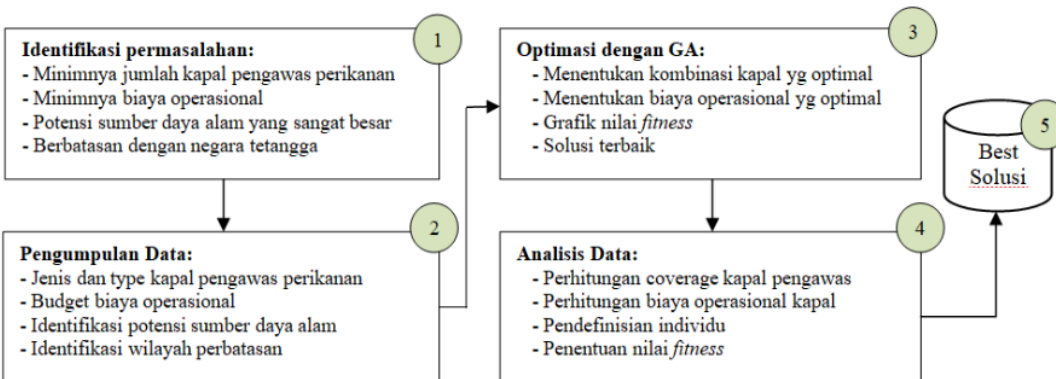 1
Identifikasi permasalahan:
- Minimnya jumlah kapal pengawas perikanan
- Minimnya biaya operasional
- Potensi sumber daya alam yang sangat besar
- Berbatasan dengan negara tetangga
2
Pengumpulan Data:
- Jenis dan type kapal pengawas perikanan
- Budget biaya operasional
- Identifikasi potensi sumber daya alam
- Identifikasi wilayah perbatasan
3
Optimasi dengan GA:
- Menentukan kombinasi kapal yg optimal
- Menentukan biaya operasional yg optimal
- Grafik nilai fitness
- Solusi terbaik
4
Analisis Data:
- Perhitungan coverage kapal pengawas
- Perhitungan biaya operasional kapal
- Pendefinisian individu
- Penentuan nilai fitness
5
Best
Solusi